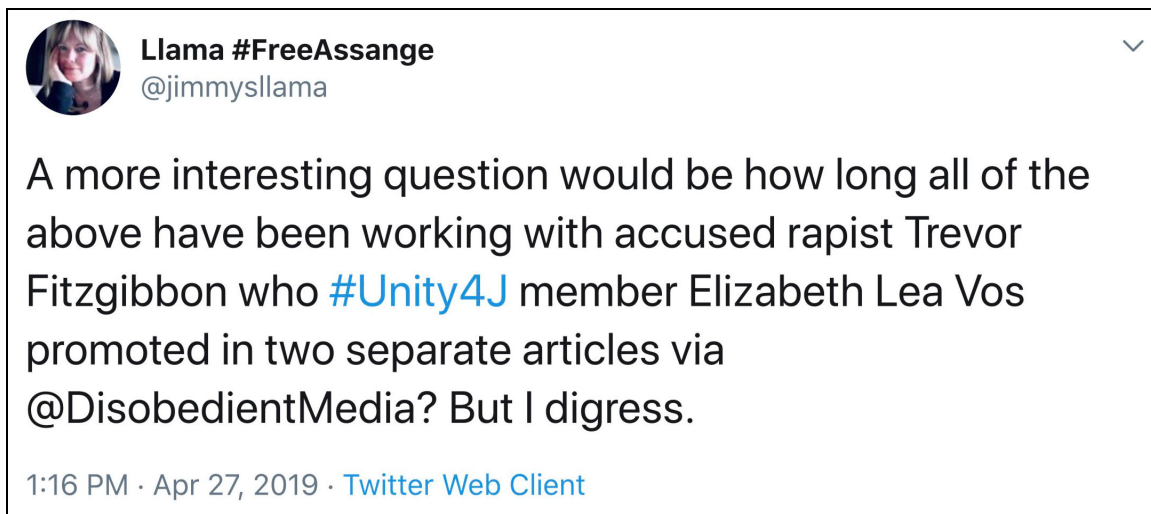 Llama #FreeAssange
@jimmysllama
A more interesting question would be how long all of the
above have been working with accused rapist Trevor
Fitzgibbon who #Unity4J member Elizabeth Lea Vos
promoted in two separate articles via
@DisobedientMedia? But I digress.
1:16 PM · Apr 27, 2019 · Twitter Web Client